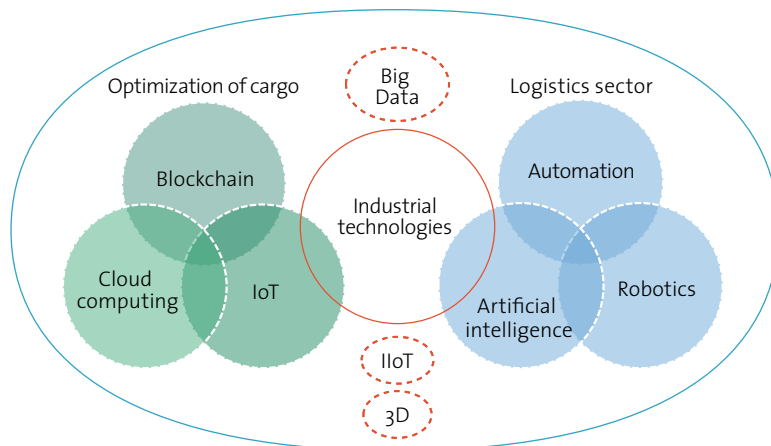 Optimization of cargo
Big
Data
Logistics sector
Blockchain
Cloud
computing
IoT
Industrial
technologies
Automation
Artificial
intelligence
Robotics
IIoT
3D